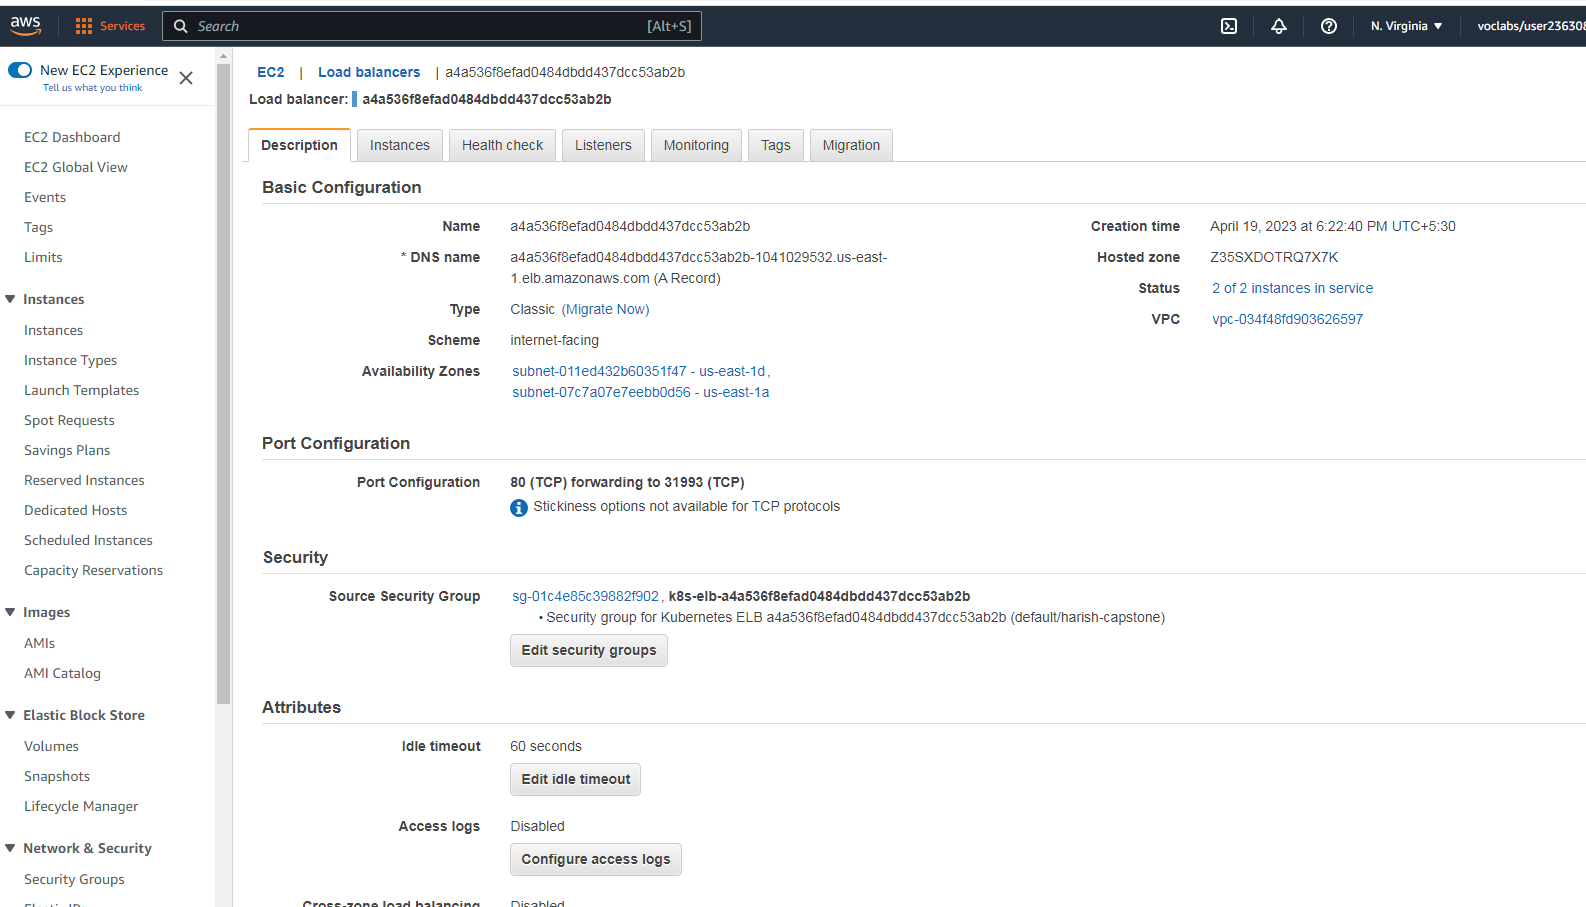 aws
Services
Search
[Alt+S]
N. Virginia
voclabs/user236308
New EC2 Experience
Tell us what you think
EC2 Dashboard
EC2 Global View
Events
Tags
Limits
Instances
Instances
Instance Types
Launch Templates
Spot Requests
Savings Plans
Reserved Instances
Dedicated Hosts
Scheduled Instances
Capacity Reservations
Images
AMIs
AMI Catalog
Elastic Block Store
Volumes
Snapshots
Lifecycle Manager
Network & Security
Security Groups
EC2 | Load balancers | a4a536f8efad0484dbdd437dcc53ab2b
Load balancer: a4a536f8efad0484dbdd437dcc53ab2b
Description Instances Health check Listeners Monitoring Tags Migration
Basic Configuration
Name a4a536f8efad0484dbdd437dcc53ab2b
* DNS name a4a536f8efad0484dbdd437dcc53ab2b-1041029532.us-east-
1.elb.amazonaws.com (A Record)
Type Classic (Migrate Now)
Scheme internet-facing
Availability Zones subnet-011ed432b60351f47 - us-east-1d,
subnet-07c7a07e7eebb0d56 - us-east-1a
Creation time April 19, 2023 at 6:22:40 PM UTC+5:30
Hosted zone Z35SXDOTRQ7X7K
Status 2 of 2 instances in service
VPC vpc-034f48fd903626597
Port Configuration
Port Configuration 80 (TCP) forwarding to 31993 (TCP)
Stickiness options not available for TCP protocols
Security
Source Security Group sg-01c4e85c39882f902, k8s-elb-a4a536f8efad0484dbdd437dcc53ab2b
• Security group for Kubernetes ELB a4a536f8efad0484dbdd437dcc53ab2b (default/harish-capstone)
Edit security groups
Attributes
Idle timeout 60 seconds
Edit idle timeout
Access logs Disabled
Configure access logs
Cross-zone load balancing Disabled